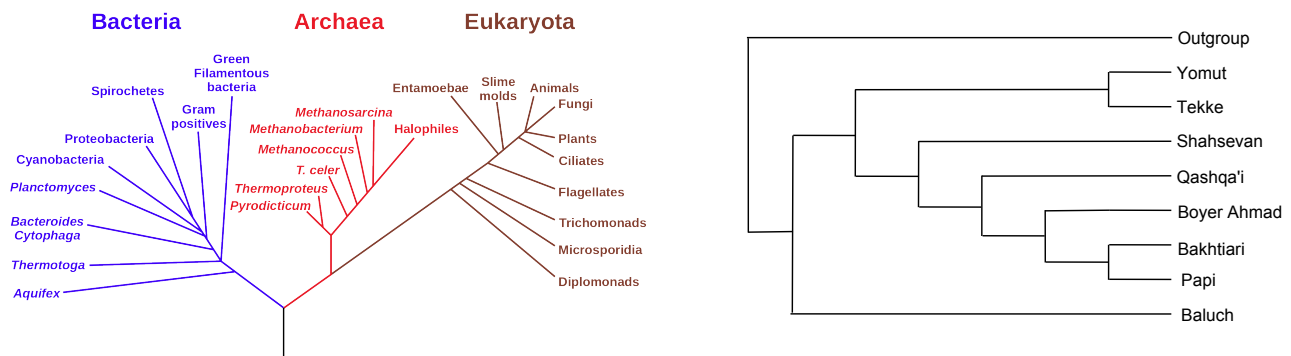 Bacteria
Archaea
Eukaryota
Green
Filamentous
bacteria
Spirochetes
Gram
positives
Proteobacteria
Cyanobacteria
Planctomyces
Bacteroides
Cytophaga
Thermotoga
Aquifex
Methanosarcina
Methanobacterium
Halophiles
Methanococcus
T. celer
Thermoproteus
Pyrodicticum
Entamoebae
Slime
molds
Animals
Fungi
Plants
Ciliates
Flagellates
Trichomonads
Microsporidia
Diplomonads
Outgroup
Yomut
Tekke
Shahsevan
Qashqa'i
Boyer Ahmad
Bakhtiari
Papi
Baluch